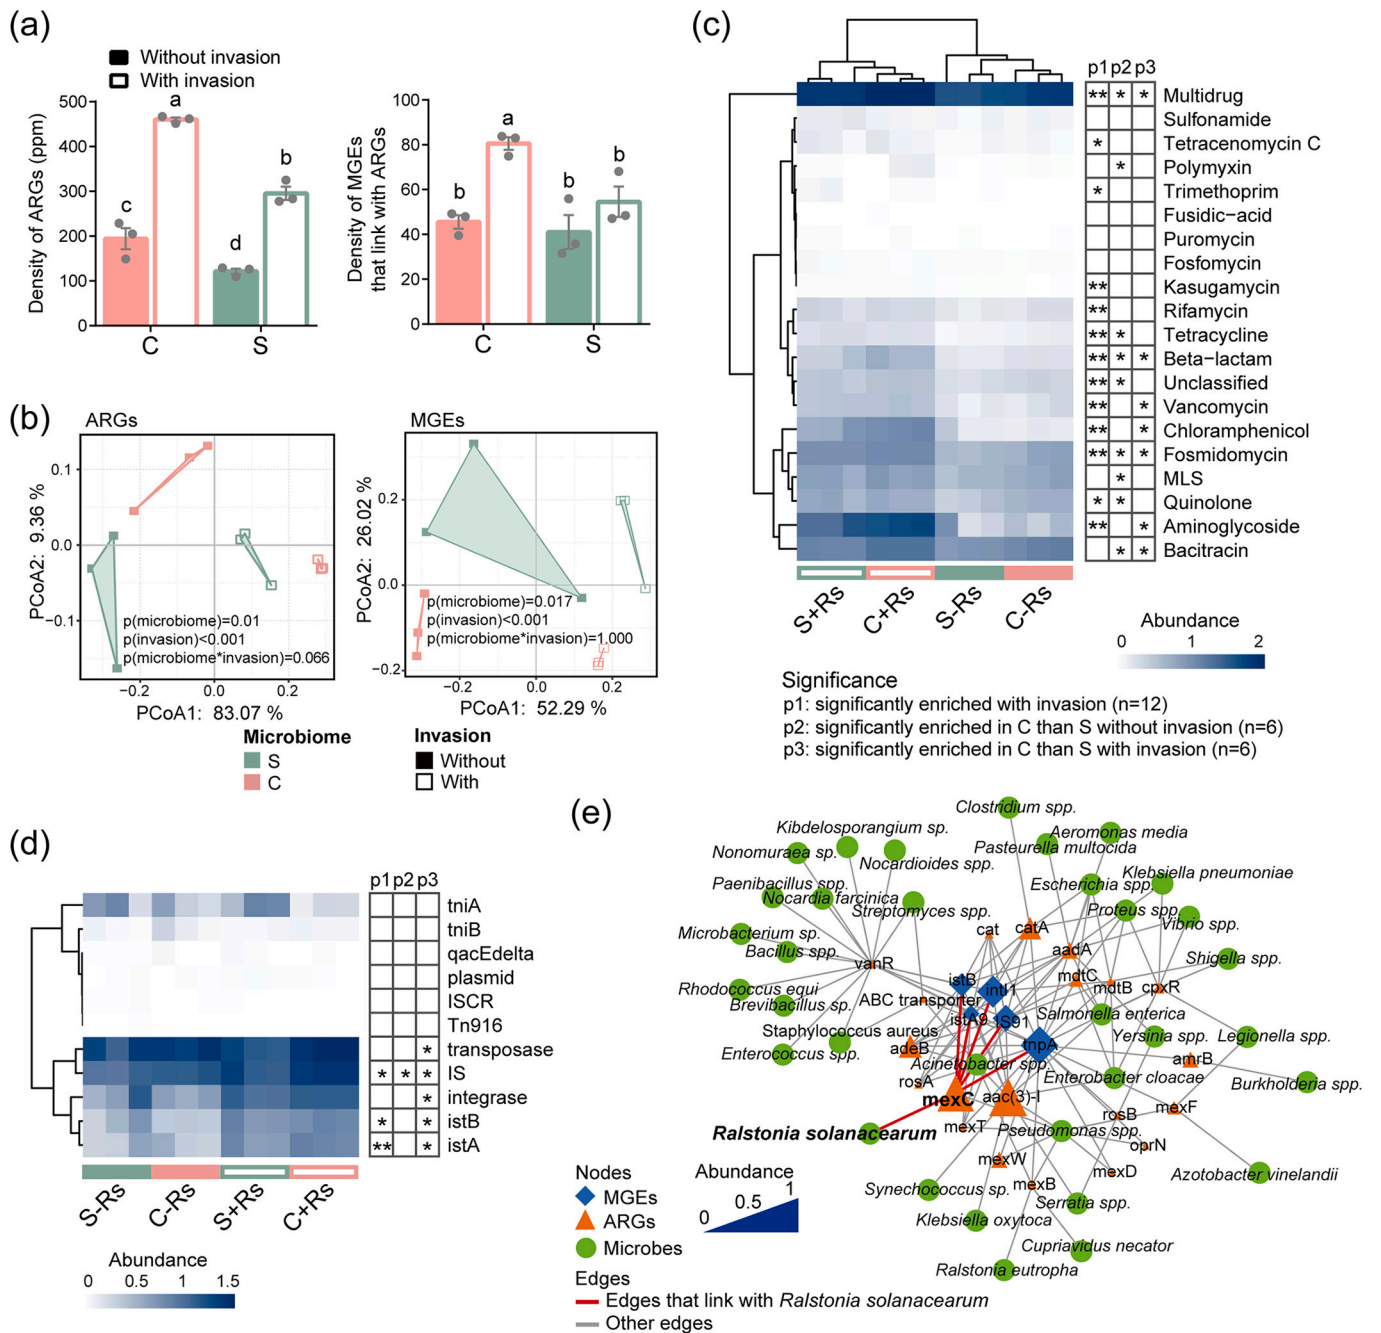 (a)
Without invasion
With invasion
Density of ARGs (ppm)
500
400
300
200
100
0
c
a
d
b
C
S
Density of MGEs
that link with ARGs
100
80
60
40
20
0
b
a
b
b
C
S
(b)
ARGs
PCoA2: 9.36 %
0.1
0.0
−0.1
p(microbiome)=0.01
p(invasion)<0.001
p(microbiome*invasion)=0.066
−0.2
0.0
0.2
PCoA1: 83.07 %
MGEs
PCoA2: 26.02 %
0.2
0.0
−0.2
p(microbiome)=0.017
p(invasion)<0.001
p(microbiome*invasion)=1.000
−0.2
0.0
0.2
PCoA1: 52.29 %
Microbiome
S
C
Invasion
Without
With
(c)
p1 p2 p3
** * * Multidrug
Sulfonamide
* Tetracenomycin C
* Polymyxin
* Trimethoprim
Fusidic−acid
Puromycin
Fosfomycin
** Kasugamycin
** Rifamycin
** * Tetracycline
** * * Beta−lactam
** * Unclassified
** * Vancomycin
** * Chloramphenicol
** * * Fosmidomycin
* MLS
* * Quinolone
** * Aminoglycoside
* * Bacitracin
S+Rs
C+Rs
S-Rs
C-Rs
Abundance
0 1 2
Significance
p1: significantly enriched with invasion (n=12)
p2: significantly enriched in C than S without invasion (n=6)
p3: significantly enriched in C than S with invasion (n=6)
(d)
p1 p2 p3
tniA
tniB
qacEdelta
plasmid
ISCR
Tn916
* transposase
* * * IS
* integrase
* * istB
** * istA
S-Rs
C-Rs
S+Rs
C+Rs
Abundance
0 0.5 1 1.5
(e)
Clostridium spp.
Kibdelosporangium sp.
Aeromonas media
Pasteurella multocida
Nonomuraea sp.
Nocardioides spp.
Klebsiella pneumoniae
Paenibacillus spp.
Escherichia spp.
Nocardia farcinica
Streptomyces spp.
Proteus spp.
Vibrio spp.
Microbacterium sp.
cat
catA
Bacillus spp.
aadA
Shigella spp.
vanR
istB
mdtC
intI1
mdtB
cpxR
Rhodococcus equi
Brevibacillus sp.
ABC transporter
Salmonella enterica
istA9
IS91
Staphylococcus aureus
Yersinia spp.
Legionella spp.
Enterococcus spp.
adeB
tnpA
amrB
Acinetobacter spp.
rosA
Enterobacter cloacae
Burkholderia spp.
mexC
aac(3)-I
rosB
mexF
mexT
Pseudomonas spp.
Ralstonia solanacearum
oprN
mexW
mexD
Azotobacter vinelandii
Synechococcus sp.
mexB
Serratia spp.
Klebsiella oxytoca
Cupriavidus necator
Ralstonia eutropha
Nodes
MGEs
ARGs
Microbes
Abundance
0 0.5 1
Edges
Edges that link with Ralstonia solanacearum
Other edges